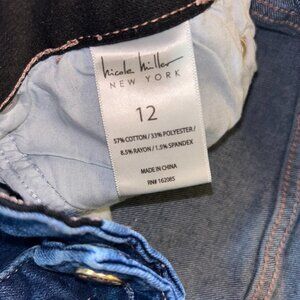 nicole miller
NEW YORK
12
57% COTTON / 33% POLYESTER /
8.5% RAYON / 1.5% SPANDEX
MADE IN CHINA
RN# 162085